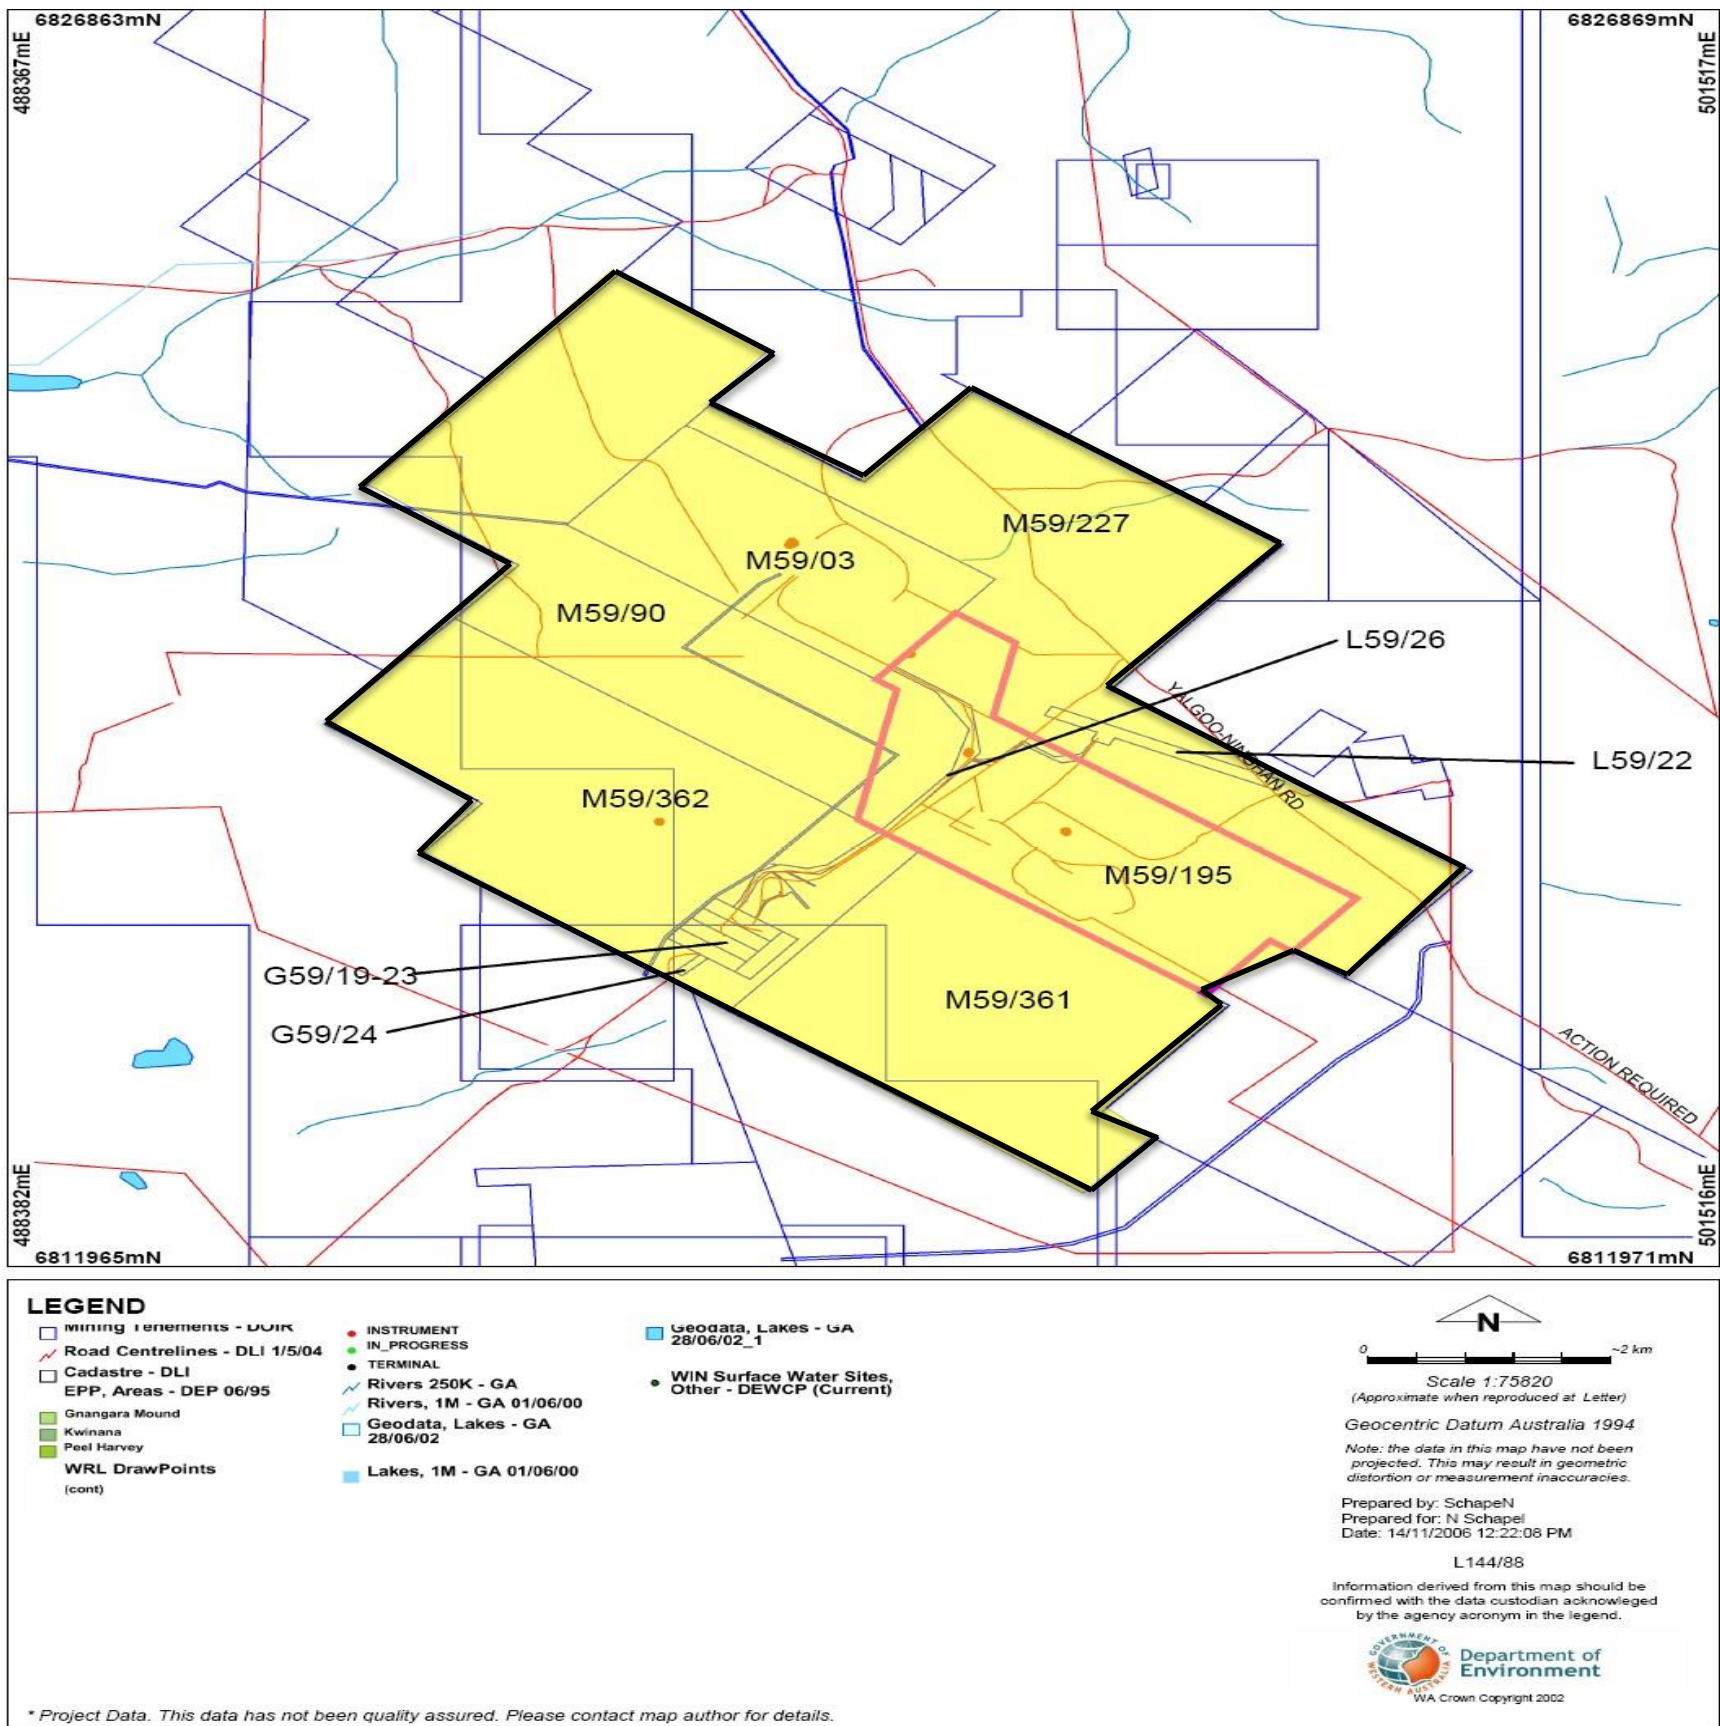 6826863mN
6826869mN
488367mE
501517mE
M59/227
M59/03
M59/90
L59/26
YALGOO-NINGHAN RD
L59/22
M59/362
M59/195
G59/19-23
M59/361
G59/24
ACTION REQUIRED
488382mE
501516mE
6811965mN
6811971mN
LEGEND
Mining Tenements - DOIR
Road Centrelines - DLI 1/5/04
Cadastre - DLI
EPP, Areas - DEP 06/95
Gnangara Mound
Kwinana
Peel Harvey
WRL DrawPoints
(cont)
INSTRUMENT
IN_PROGRESS
TERMINAL
Rivers 250K - GA
Rivers, 1M - GA 01/06/00
Geodata, Lakes - GA
28/06/02
Lakes, 1M - GA 01/06/00
Geodata, Lakes - GA
28/06/02_1
WIN Surface Water Sites,
Other - DEWCP (Current)
N
0 ~2 km
Scale 1:75820
(Approximate when reproduced at Letter)
Geocentric Datum Australia 1994
Note: the data in this map have not been
projected. This may result in geometric
distortion or measurement inaccuracies.
Prepared by: SchapeN
Prepared for: N Schapel
Date: 14/11/2006 12:22:08 PM
L144/88
Information derived from this map should be
confirmed with the data custodian acknowleged
by the agency acronym in the legend.
GOVERNMENT OF
WESTERN AUSTRALIA
Department of
Environment
WA Crown Copyright 2002
* Project Data. This data has not been quality assured. Please contact map author for details.